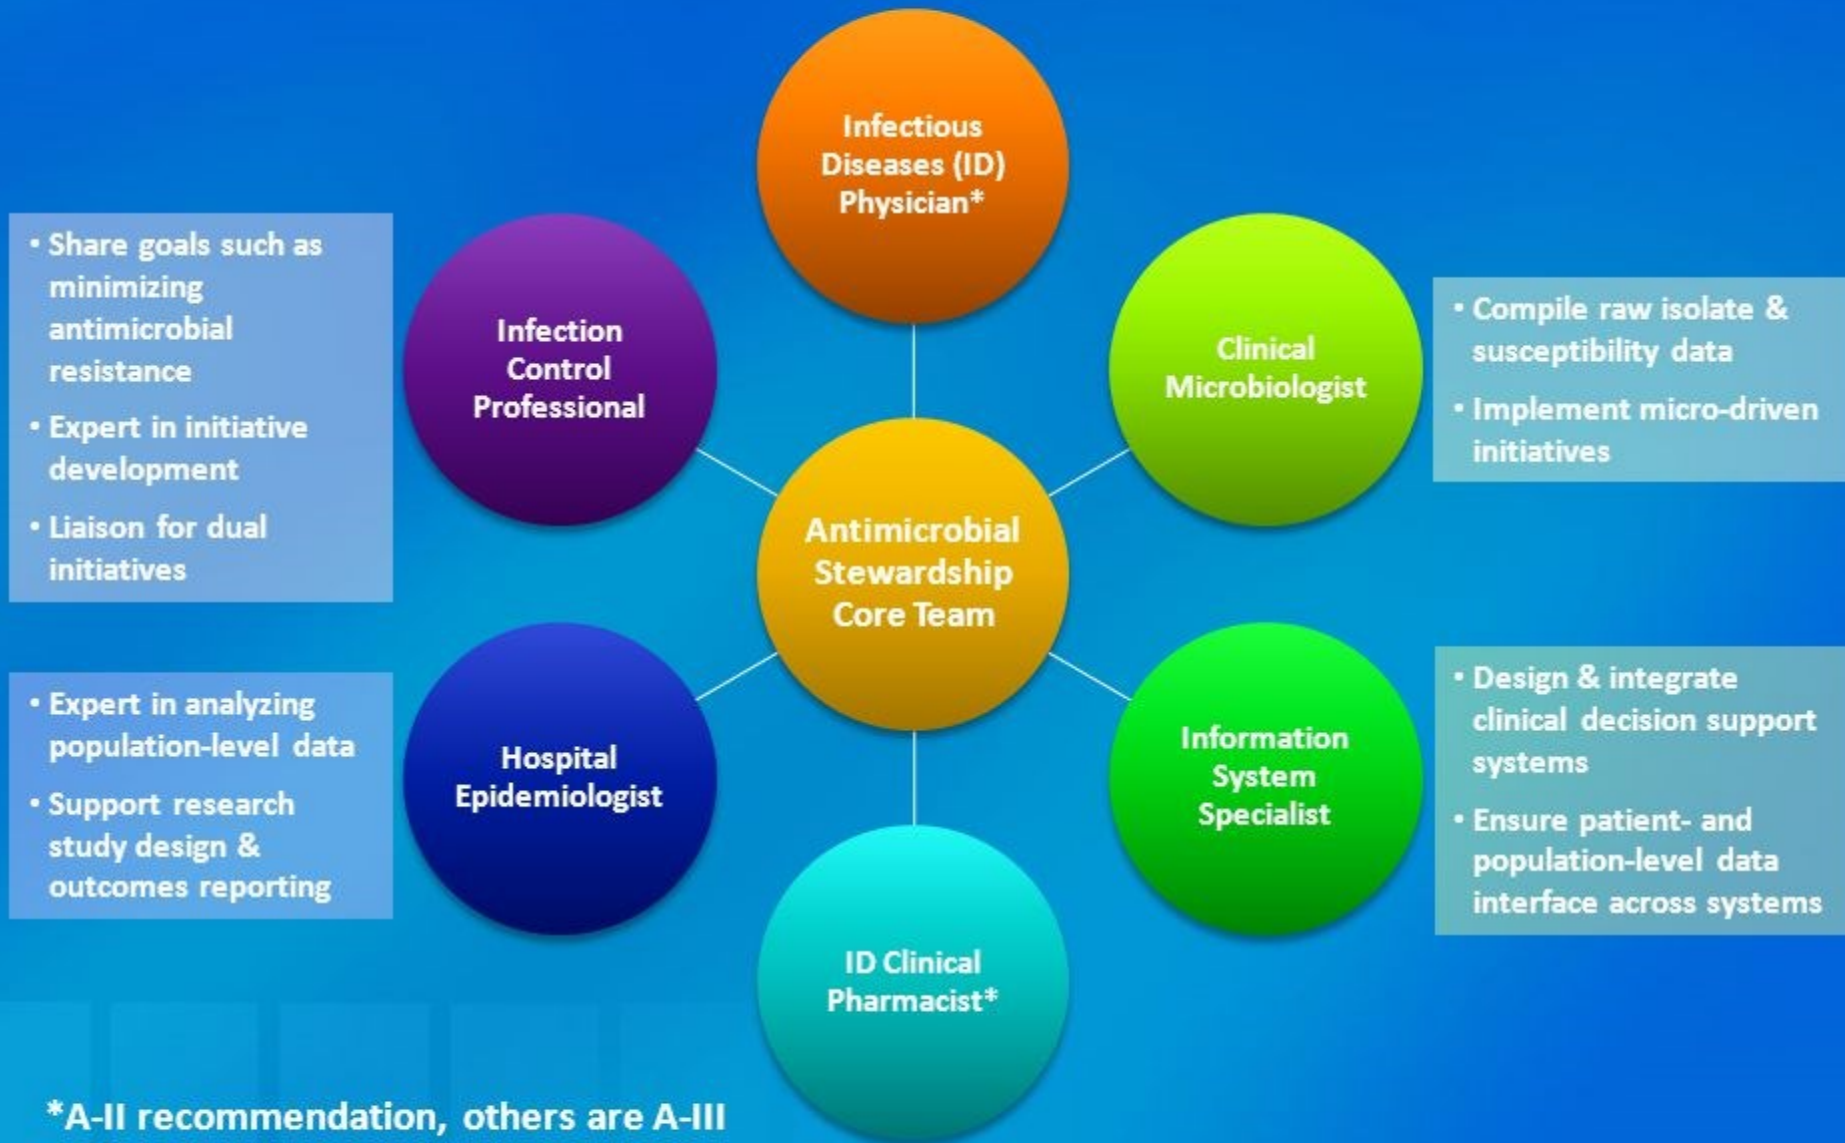 Infectious
Diseases (ID)
Physician*
• Share goals such as
minimizing
antimicrobial
resistance
• Expert in initiative
development
• Liaison for dual
initiatives
Infection
Control
Professional
Clinical
Microbiologist
• Compile raw isolate &
susceptibility data
• Implement micro-driven
initiatives
Antimicrobial
Stewardship
Core Team
• Expert in analyzing
population-level data
• Support research
study design &
outcomes reporting
Hospital
Epidemiologist
Information
System
Specialist
• Design & integrate
clinical decision support
systems
• Ensure patient- and
population-level data
interface across systems
ID Clinical
Pharmacist*
*A-II recommendation, others are A-III